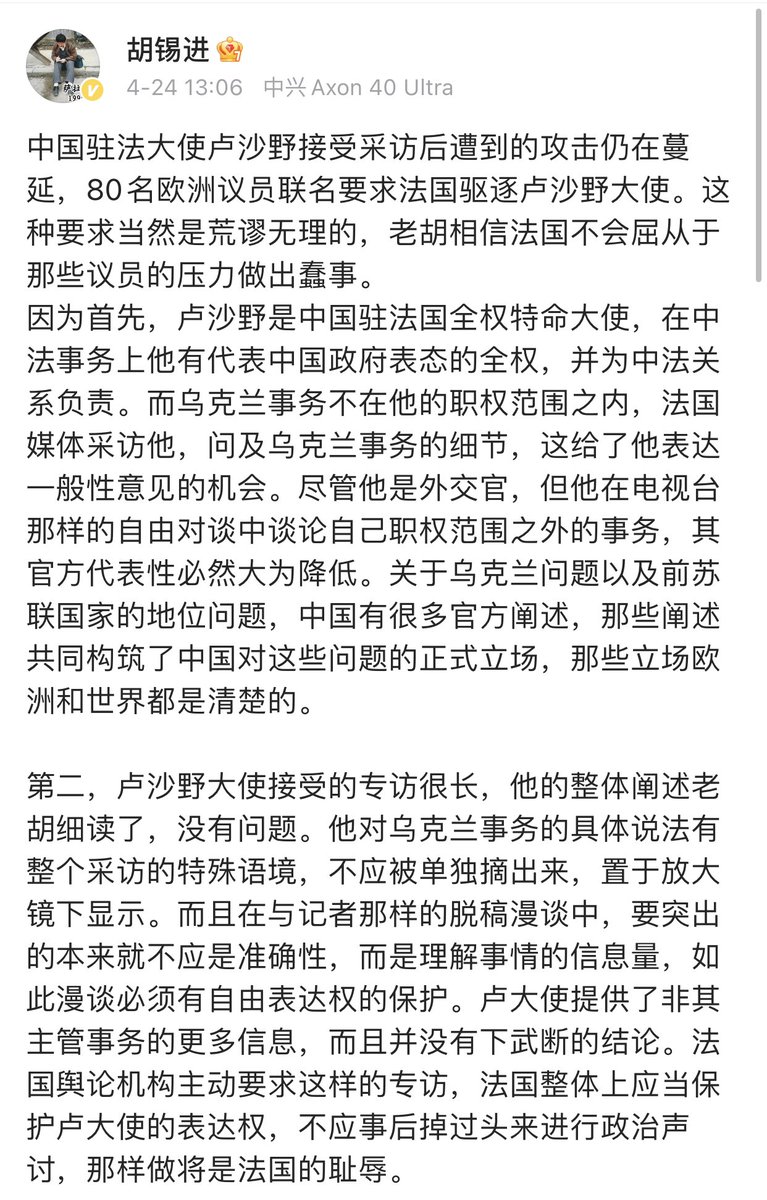 胡锡进
4-24 13:06 中兴Axon 40 Ultra
中国驻法大使卢沙野接受采访后遭到的攻击仍在蔓
延，80名欧洲议员联名要求法国驱逐卢沙野大使。这
种要求当然是荒谬无理的，老胡相信法国不会屈从于
那些议员的压力做出蠢事。
因为首先，卢沙野是中国驻法国全权特命大使，在中
法事务上他有代表中国政府表态的全权，并为中法关
系负责。而乌克兰事务不在他的职权范围之内，法国
媒体采访他，问及乌克兰事务的细节，这给了他表达
一般性意见的机会。尽管他是外交官，但他在电视台
那样的自由对谈中谈论自己职权范围之外的事务，其
官方代表性必然大为降低。关于乌克兰问题以及前苏
联国家的地位问题，中国有很多官方阐述，那些阐述
共同构筑了中国对这些问题的正式立场，那些立场欧
洲和世界都是清楚的。
第二，卢沙野大使接受的专访很长，他的整体阐述老
胡细读了，没有问题。他对乌克兰事务的具体说法有
整个采访的特殊语境，不应被单独摘出来，置于放大
镜下显示。而且在与记者那样的脱稿漫谈中，要突出
的本来就不应是准确性，而是理解事情的信息量，如
此漫谈必须有自由表达权的保护。卢大使提供了非其
主管事务的更多信息，而且并没有下武断的结论。法
国舆论机构主动要求这样的专访，法国整体上应当保
护卢大使的表达权，不应事后掉过头来进行政治声
讨，那样做将是法国的耻辱。